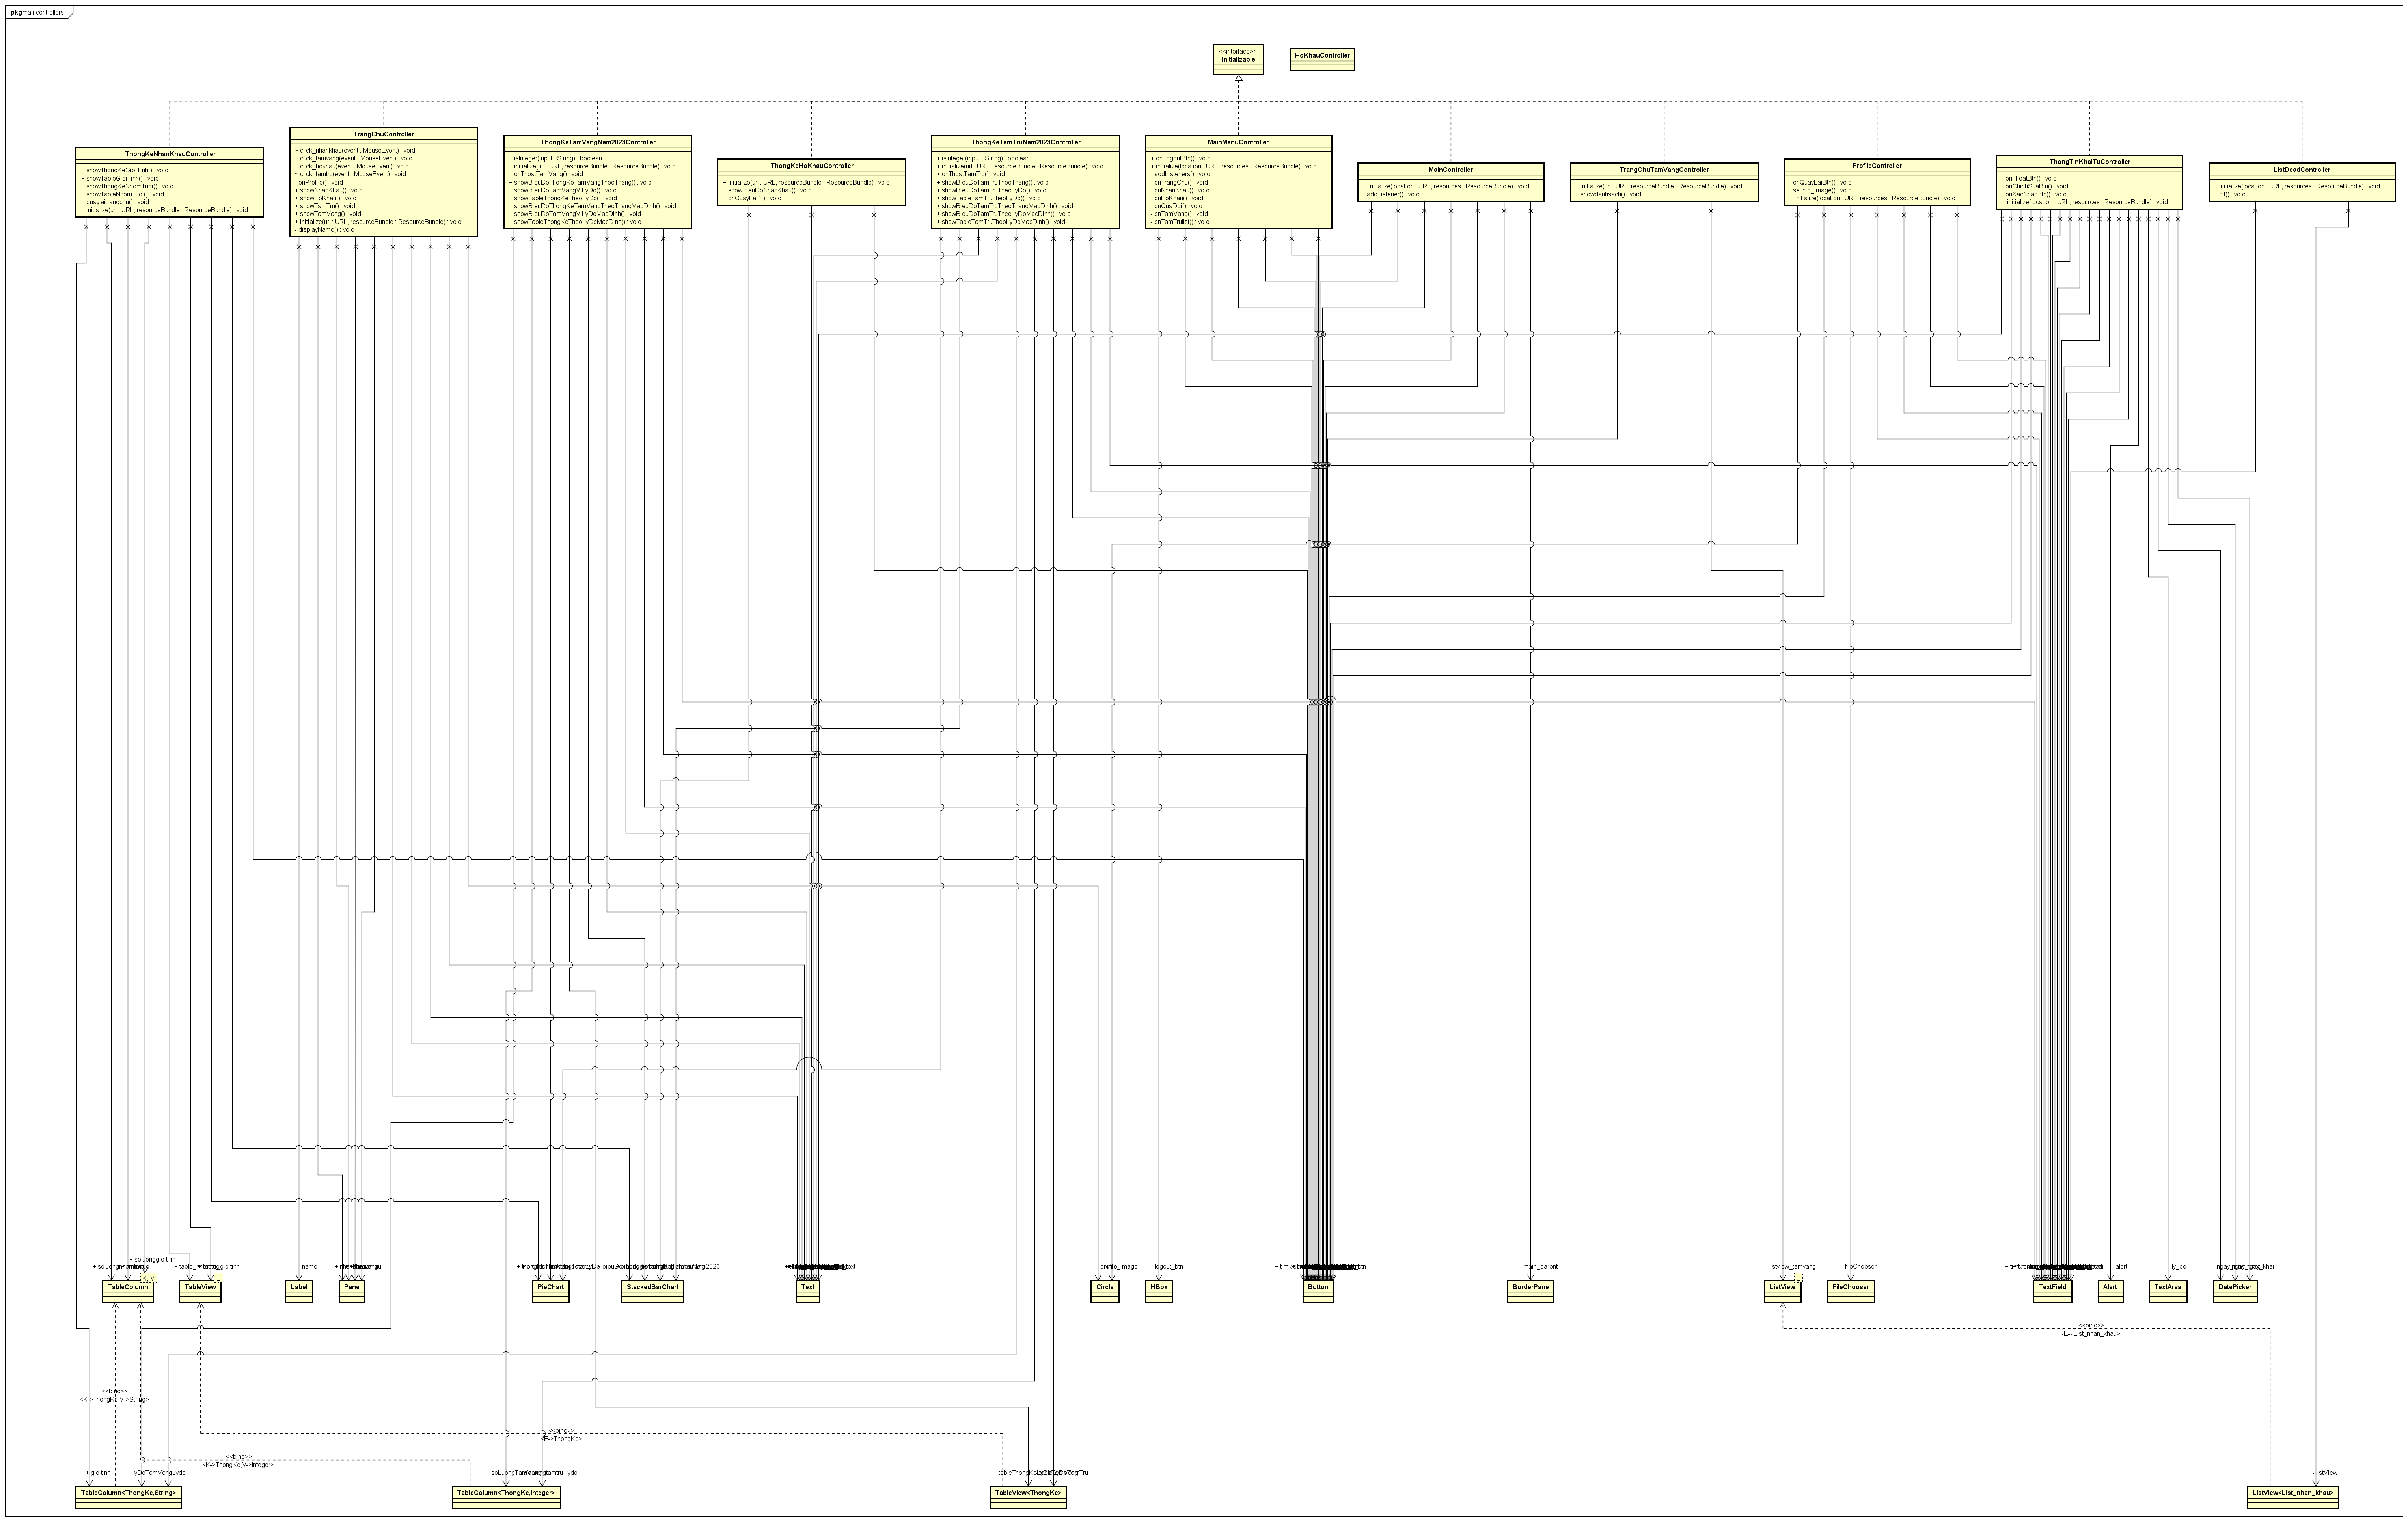 pkg maincontrollers
<<interface>>
Initializable
HoKhauController
ThongKeNhanKhauController
+ showThongKeGioiTinh() : void
+ showTableGioiTinh() : void
+ showThongKeNhomTuoi() : void
+ showTableNhomTuoi() : void
+ quaylaitrangchu() : void
+ initialize(url : URL, resourceBundle : ResourceBundle) : void
TrangChuController
~ click_nhankhau(event : MouseEvent) : void
~ click_tamvang(event : MouseEvent) : void
~ click_hokhau(event : MouseEvent) : void
~ click_tamtru(event : MouseEvent) : void
- onProfile() : void
+ showNhanKhau() : void
+ showHoKhau() : void
+ showTamTru() : void
+ showTamVang() : void
+ initialize(url : URL, resourceBundle : ResourceBundle) : void
- displayName() : void
ThongKeTamVangNam2023Controller
+ isInteger(input : String) : boolean
+ initialize(url : URL, resourceBundle : ResourceBundle) : void
+ onThoatTamVang() : void
+ showBieuDoThongKeTamVangTheoThang() : void
+ showBieuDoTamVangViLyDo() : void
+ showTableThongKeTheoLyDo() : void
+ showBieuDoThongKeTamVangTheoThangMacDinh() : void
+ showBieuDoTamVangViLyDoMacDinh() : void
+ showTableThongKeTheoLyDoMacDinh() : void
ThongKeHoKhauController
+ initialize(url : URL, resourceBundle : ResourceBundle) : void
~ showBieuDoNhanKhau() : void
+ onQuayLai1() : void
ThongKeTamTruNam2023Controller
+ isInteger(input : String) : boolean
+ initialize(url : URL, resourceBundle : ResourceBundle) : void
+ onThoatTamTru() : void
+ showBieuDoTamTruTheoThang() : void
+ showBieuDoTamTruTheoLyDo() : void
+ showTableTamTruTheoLyDo() : void
+ showBieuDoTamTruTheoThangMacDinh() : void
+ showBieuDoTamTruTheoLyDoMacDinh() : void
+ showTableTamTruTheoLyDoMacDinh() : void
MainMenuController
+ onLogoutBtn() : void
+ initialize(location : URL, resources : ResourceBundle) : void
- addListeners() : void
- onTrangChu() : void
- onNhanKhau() : void
- onHoKhau() : void
- onQuaDoi() : void
- onTamVang() : void
- onTamTrulist() : void
MainController
+ initialize(location : URL, resources : ResourceBundle) : void
- addListener() : void
TrangChuTamVangController
+ initialize(url : URL, resourceBundle : ResourceBundle) : void
+ showdanhsach() : void
ProfileController
- onQuayLaiBtn() : void
- setInfo_image() : void
+ initialize(location : URL, resources : ResourceBundle) : void
ThongTinKhaiTuController
- onThoatBtn() : void
- onChinhSuaBtn() : void
- onXacNhanBtn() : void
+ initialize(location : URL, resources : ResourceBundle) : void
ListDeadController
+ initialize(location : URL, resources : ResourceBundle) : void
- init() : void
+ soluonggioitinh
- name
- logout_btn
- main_parent
- listview_tamvang
- fileChooser
- alert
- ly_do
TableColumn
K, V
TableView
E
Label
Pane
PieChart
StackedBarChart
Text
Circle
HBox
Button
BorderPane
ListView
E
FileChooser
TextField
Alert
TextArea
DatePicker
<<bind>>
<E->List_nhan_khau>
<<bind>>
<K->ThongKe,V->String>
<<bind>>
<E->ThongKe>
<<bind>>
<K->ThongKe,V->Integer>
+ gioitinh
+ lyDoTamVangLydo
- listView
TableColumn<ThongKe,String>
TableColumn<ThongKe,Integer>
TableView<ThongKe>
ListView<List_nhan_khau>